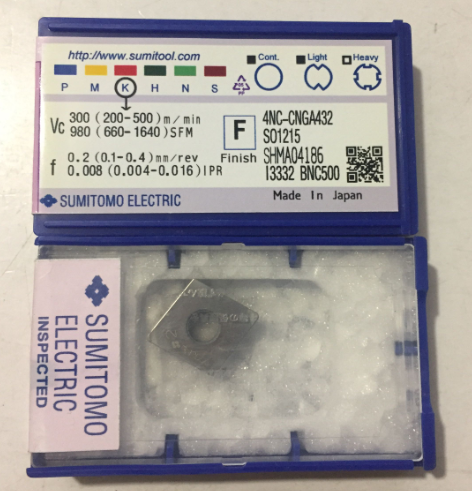 http://www.sumitool.com
Cont. Light Heavy
P M K H N S
Vc 300 (200-500)m/min
980 (660-1640)SFM
f 0.2 (0.1-0.4)mm/rev
0.008 (0.004-0.016)IPR
F
Finish
4NC-CNGA432
S01215
SHMA04186
13332 BNC500
SUMITOMO ELECTRIC
Made In Japan
SUMITOMO
ELECTRIC
INSPECTED